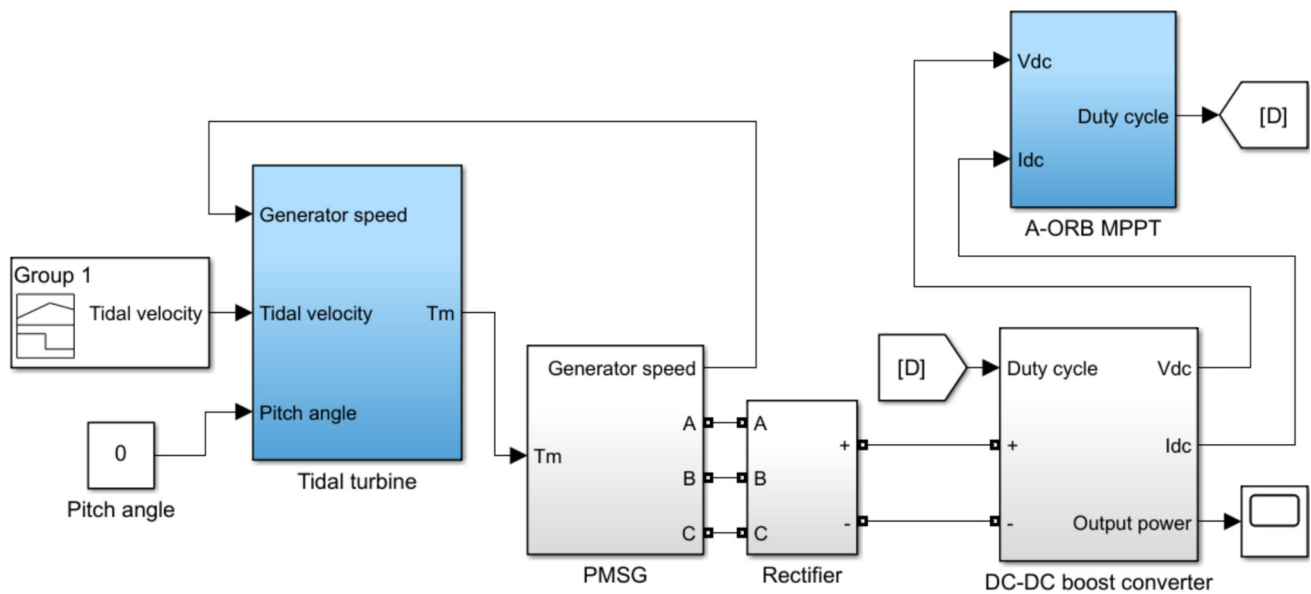 Vdc
Duty cycle
Idc
A-ORB MPPT
[D]
Generator speed
Tidal velocity
Tm
Pitch angle
Tidal turbine
Group 1
Tidal velocity
0
Pitch angle
Generator speed
A
B
Tm
C
PMSG
A
+
B
-
C
Rectifier
[D]
Duty cycle
Vdc
+
Idc
-
Output power
DC-DC boost converter